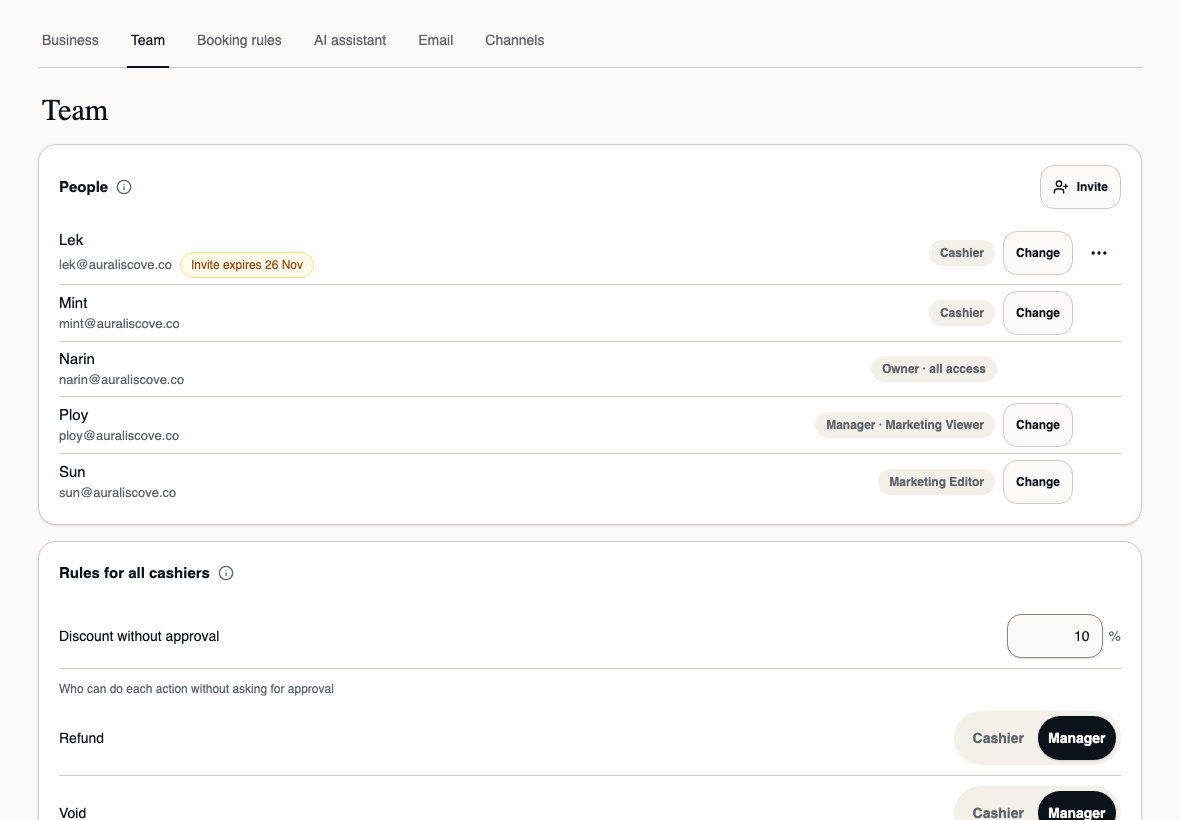 Business Team Booking rules AI assistant Email Channels
Team
People Invite
Lek
lek@auraliscove.co Invite expires 26 Nov Cashier Change
Mint
mint@auraliscove.co Cashier Change
Narin
narin@auraliscove.co Owner · all access
Ploy
ploy@auraliscove.co Manager · Marketing Viewer Change
Sun
sun@auraliscove.co Marketing Editor Change
Rules for all cashiers
Discount without approval 10 %
Who can do each action without asking for approval
Refund Cashier Manager
Void Cashier Manager